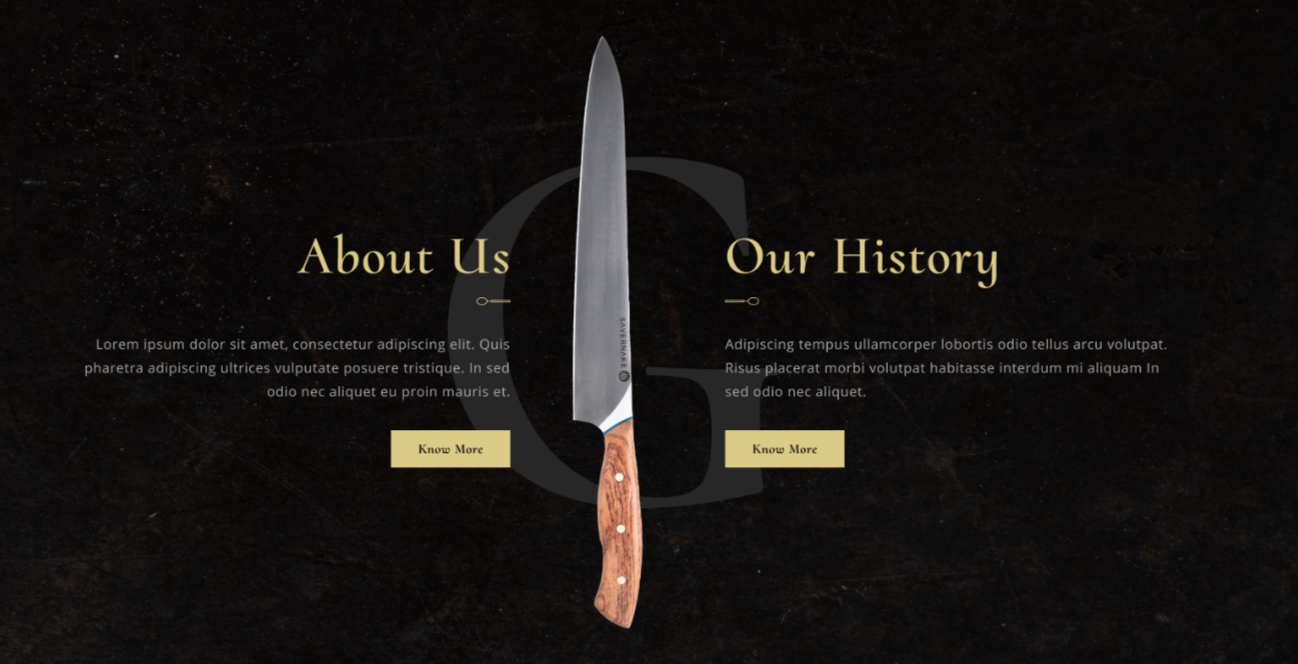 About Us
Lorem ipsum dolor sit amet, consectetur adipiscing elit. Quis
pharetra adipiscing ultrices vulputate posuere tristique. In sed
odio nec aliquet eu proin mauris et.
Know More
G
SAVERNAKE
Our History
Adipiscing tempus ullamcorper lobortis odio tellus arcu volutpat.
Risus placerat morbi volutpat habitasse interdum mi aliquam In
sed odio nec aliquet.
Know More